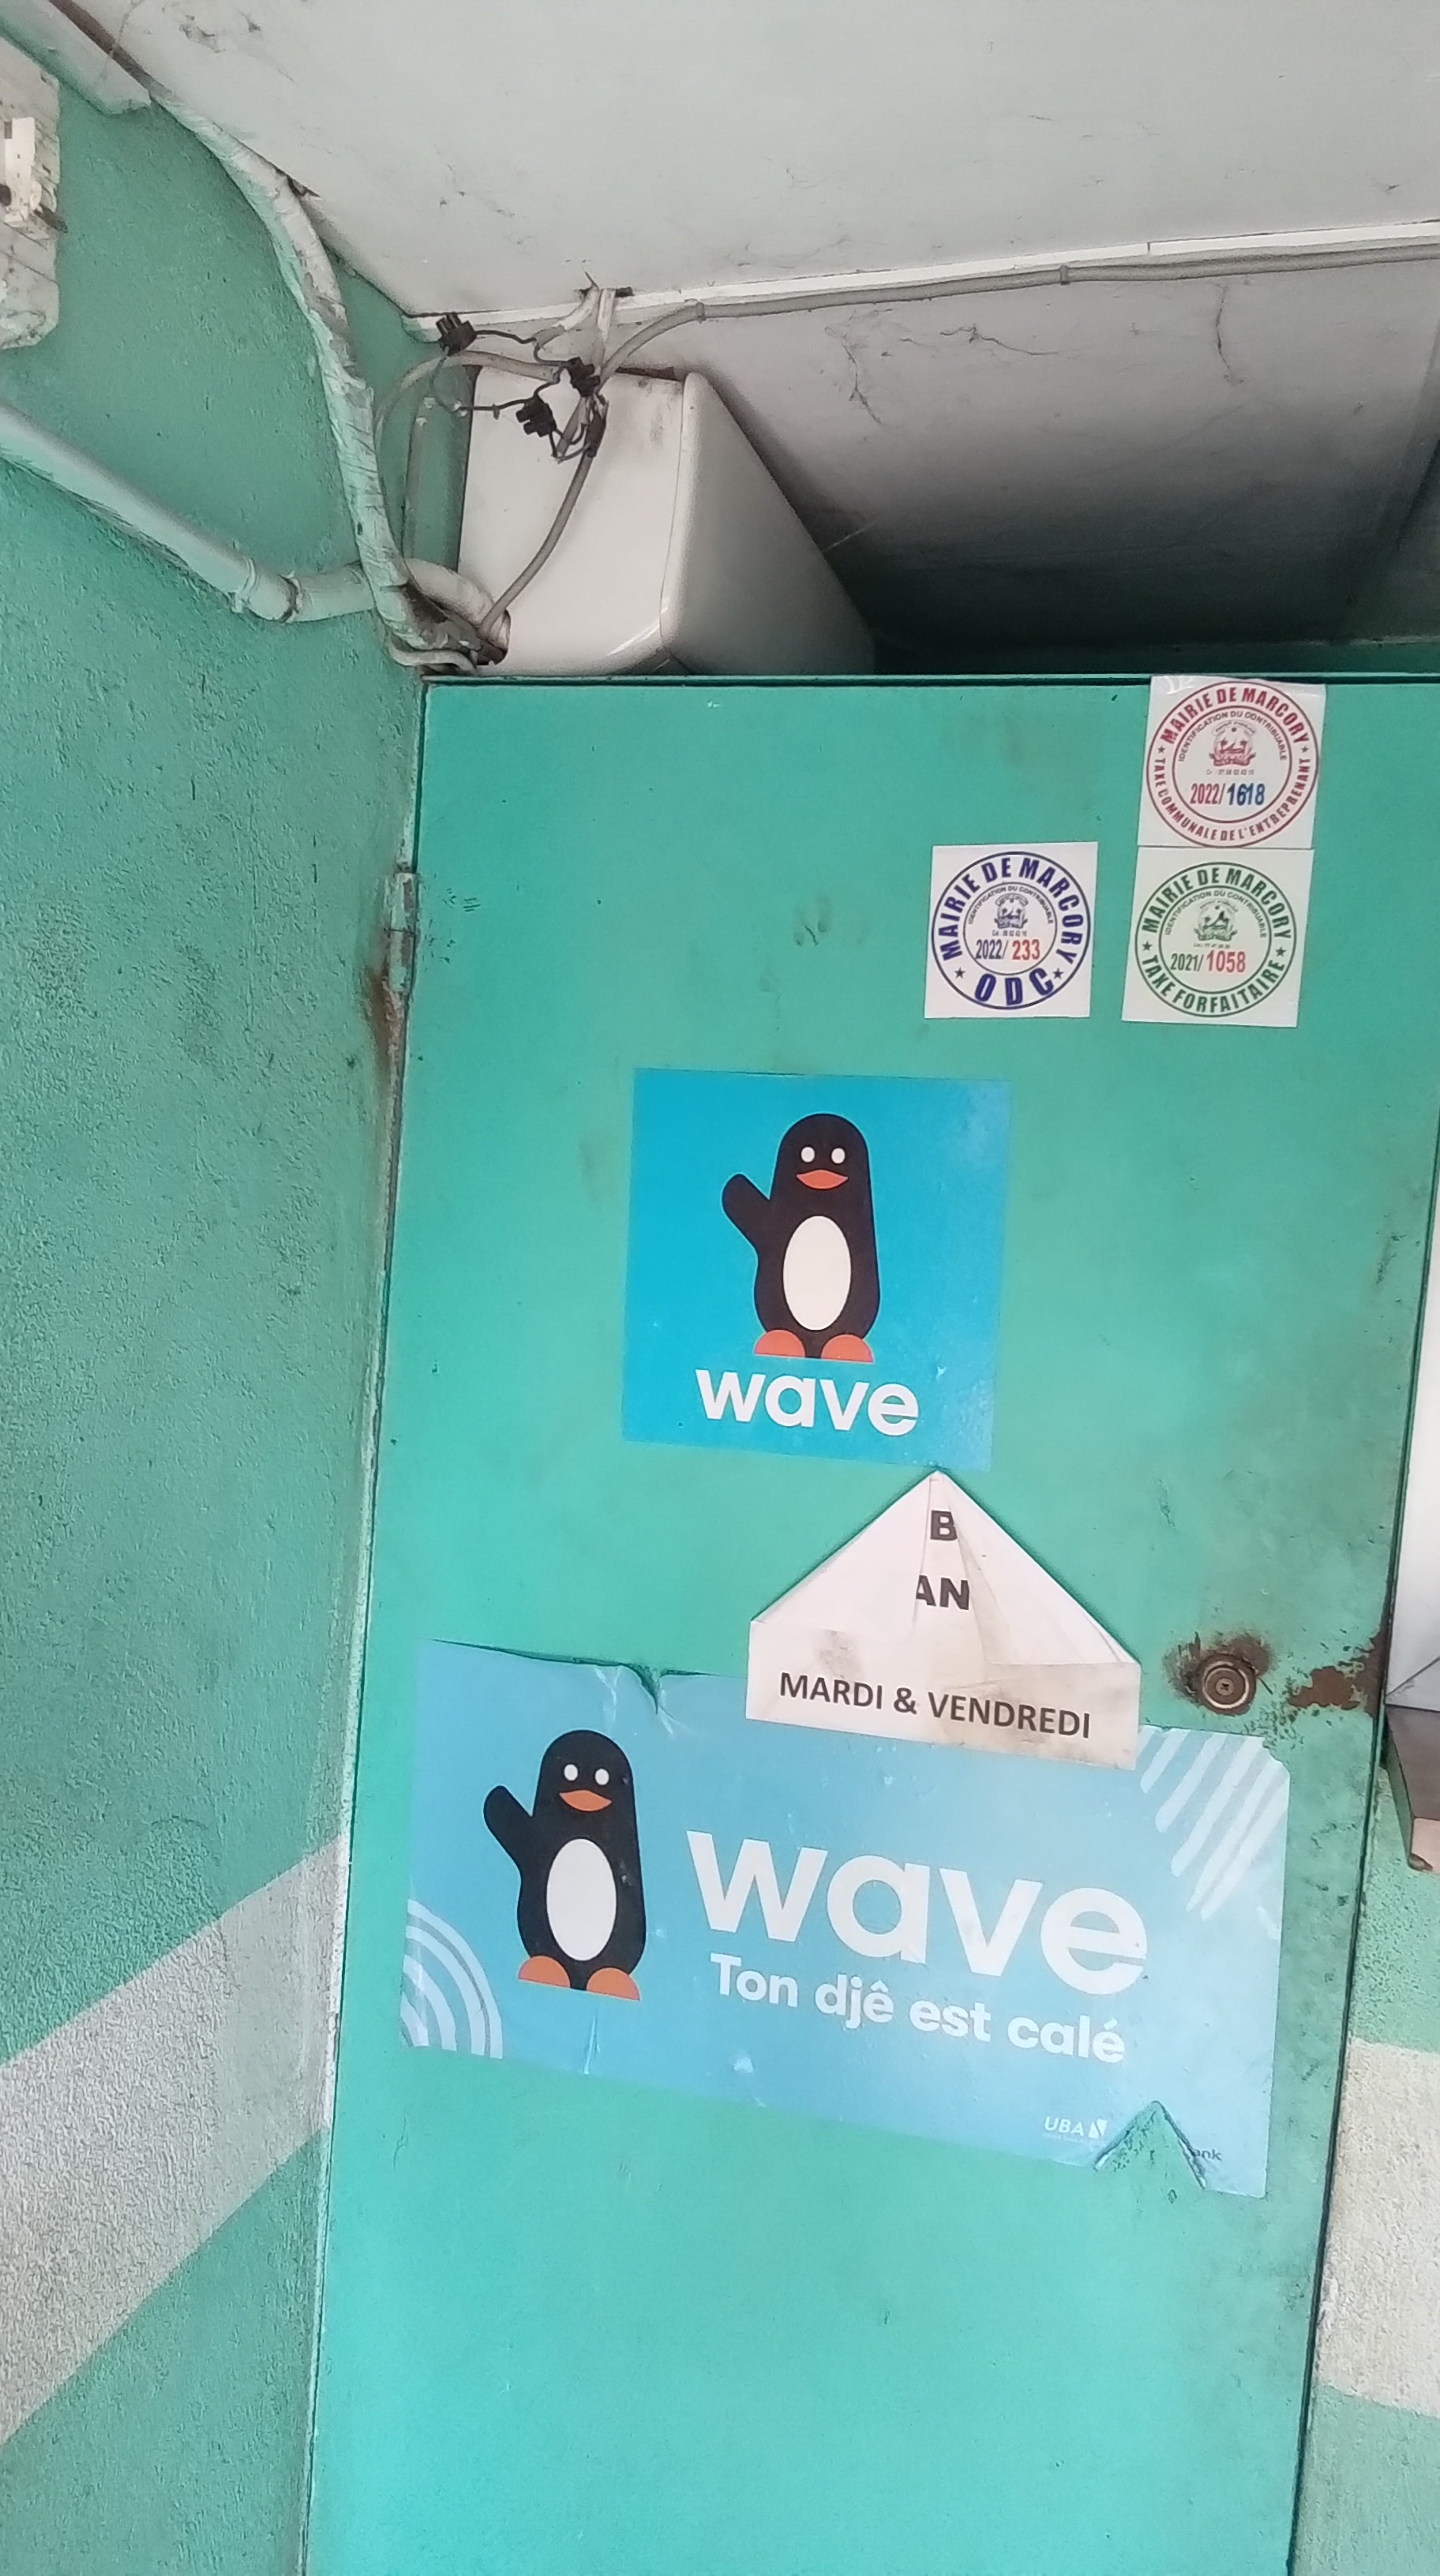 MAIRIE DE MARCORY
IDENTIFICATION DU CONTRIBUABLE
2022/1618
TAXE COMMUNALE DE L'ENTREPRENANT
MAIRIE DE MARCORY
IDENTIFICATION DU CONTRIBUABLE
2022/233
ODC
MAIRIE DE MARCORY
IDENTIFICATION DU CONTRIBUABLE
2021/1058
TAXE FORFAITAIRE
wave
B
AN
MARDI & VENDREDI
wave
Ton djê est calé
UBA